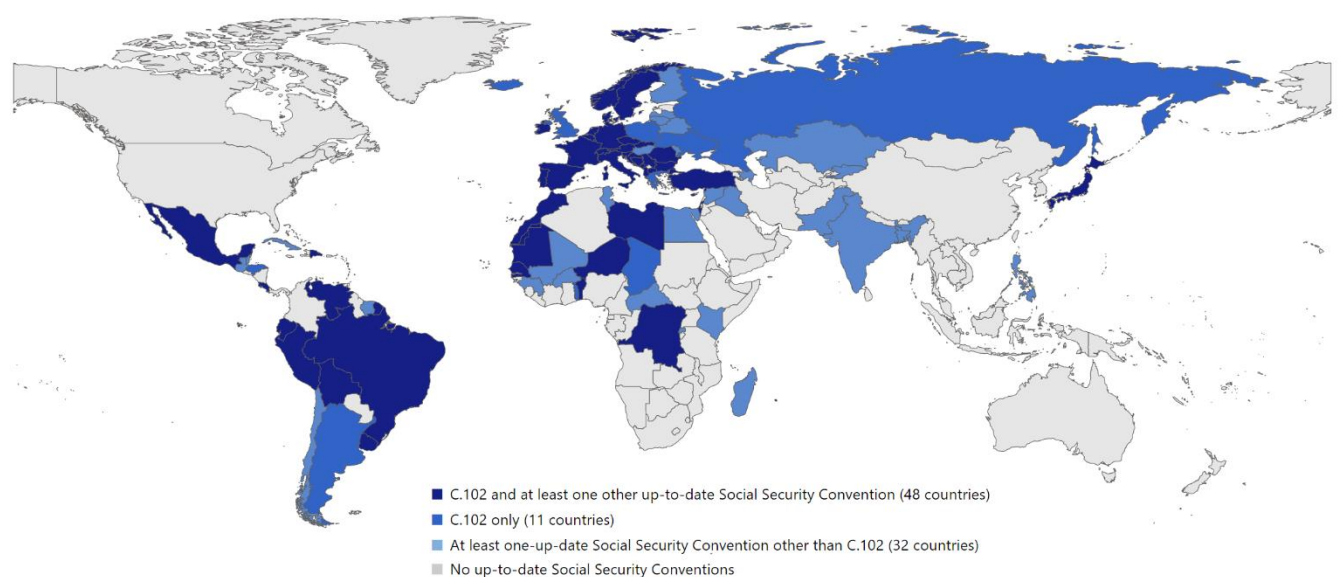 C.102 and at least one other up-to-date Social Security Convention (48 countries)
C.102 only (11 countries)
At least one-up-date Social Security Convention other than C.102 (32 countries)
No up-to-date Social Security Conventions